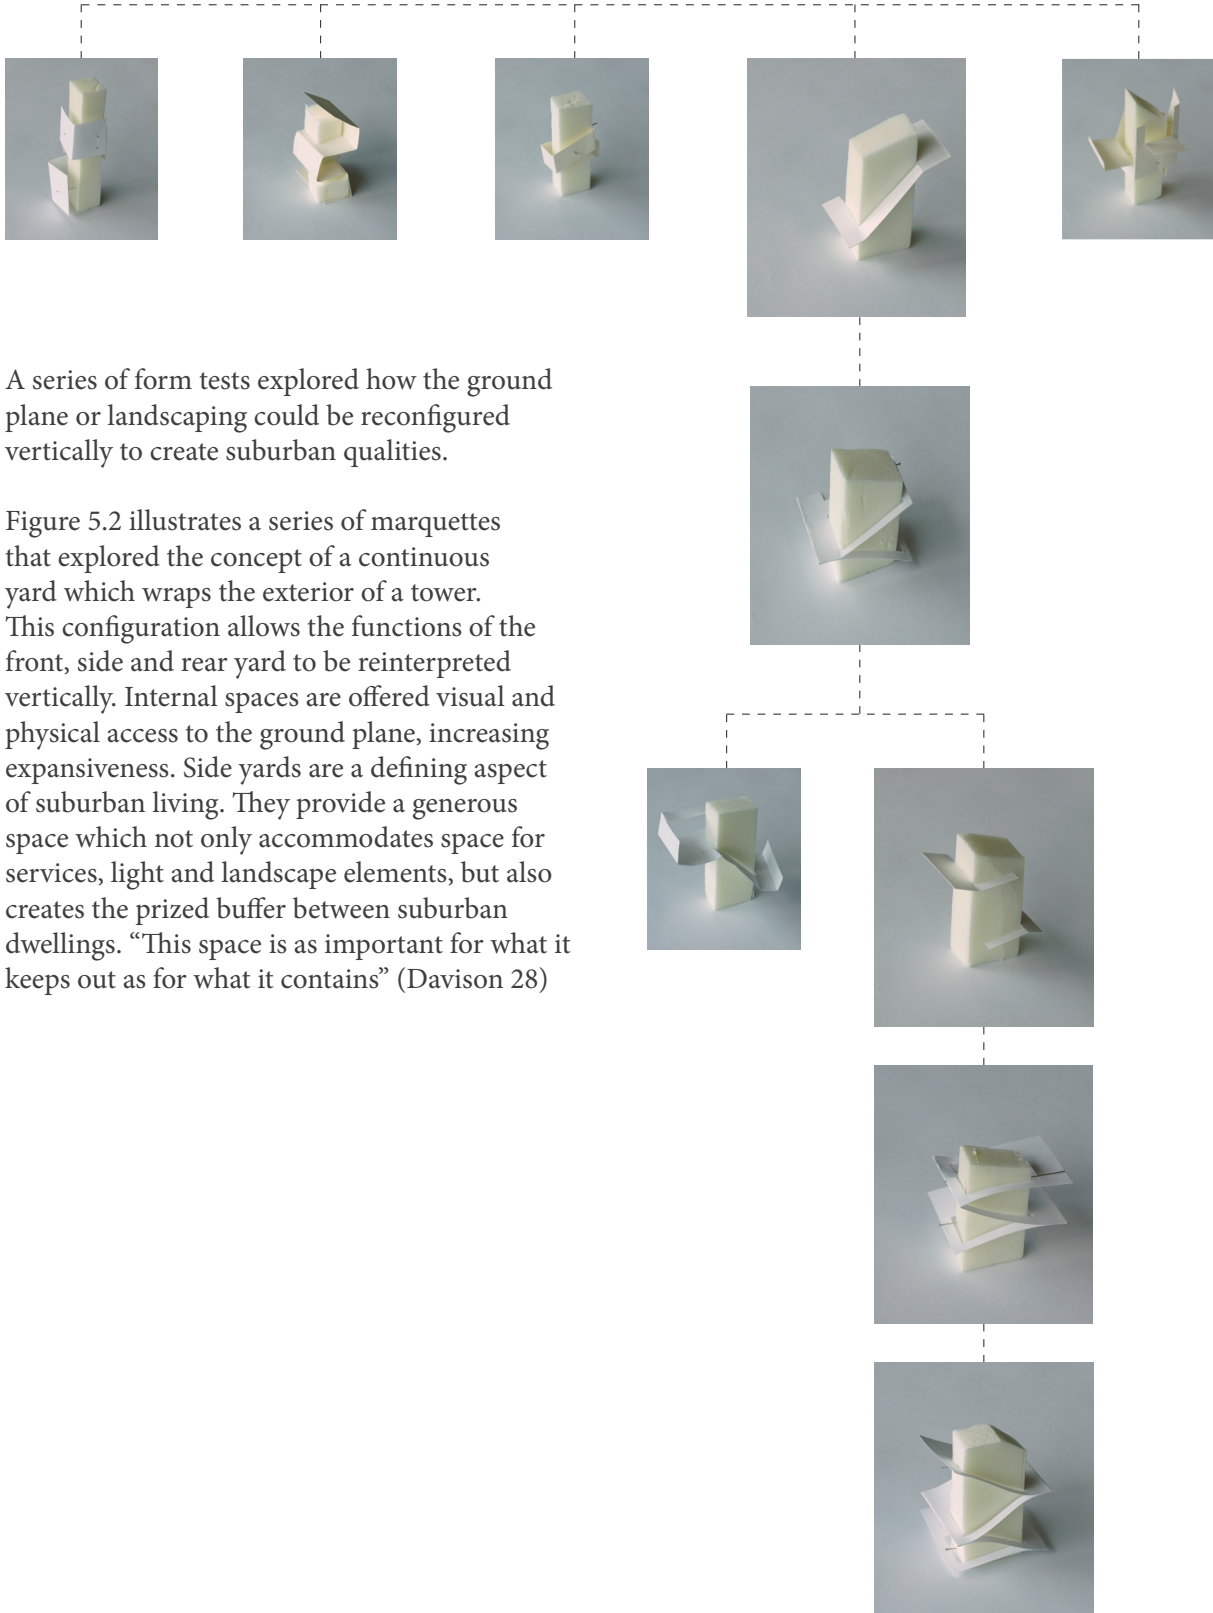 A series of form tests explored how the ground
plane or landscaping could be reconfigured
vertically to create suburban qualities.
Figure 5.2 illustrates a series of marquettes
that explored the concept of a continuous
yard which wraps the exterior of a tower.
This configuration allows the functions of the
front, side and rear yard to be reinterpreted
vertically. Internal spaces are offered visual and
physical access to the ground plane, increasing
expansiveness. Side yards are a defining aspect
of suburban living. They provide a generous
space which not only accommodates space for
services, light and landscape elements, but also
creates the prized buffer between suburban
dwellings. “This space is as important for what it
keeps out as for what it contains” (Davison 28)